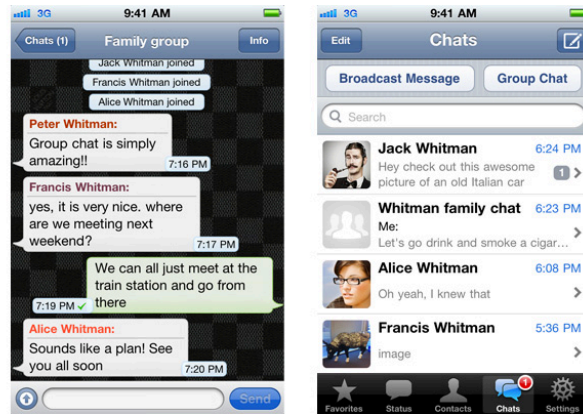 3G 9:41 AM
Chats (1) Family group Info
Jack Whitman joined
Francis Whitman joined
Alice Whitman joined
Peter Whitman:
Group chat is simply
amazing!!
7:16 PM
Francis Whitman:
yes, it is very nice. where
are we meeting next
weekend?
7:17 PM
We can all just meet at the
train station and go from
there
7:19 PM
Alice Whitman:
Sounds like a plan! See
you all soon
7:20 PM
Send
3G 9:41 AM
Edit Chats
Broadcast Message Group Chat
Search
Jack Whitman 6:24 PM
Hey check out this awesome
picture of an old Italian car
1
Whitman family chat 6:23 PM
Me:
Let's go drink and smoke a cigar...
Alice Whitman 6:08 PM
Oh yeah, I knew that
Francis Whitman 5:36 PM
image
1
Favorites Status Contacts Chats Settings